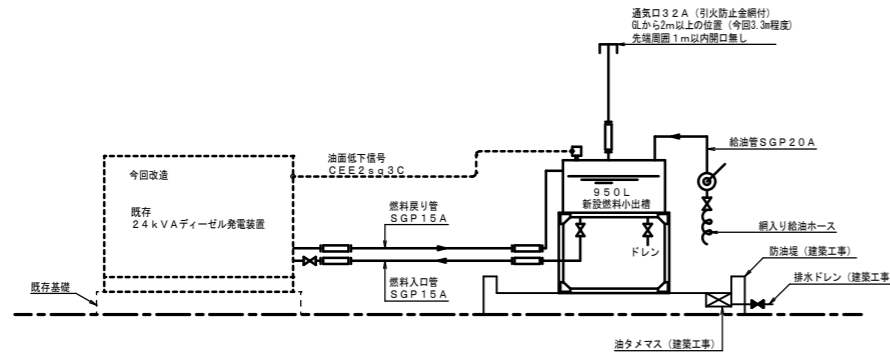 通気口32A(引火防止金網付)
GLから2m以上の位置(今回3.3m程度)
先端周囲1m以内開口無し
給油管SGP20A
油面低下信号
CEE2sq3C
今回改造
既存
24kVAディーゼル発電装置
950L
新設燃料小出槽
燃料戻り管
SGP15A
網入り給油ホース
ドレン
防油堤(建築工事)
燃料入口管
SGP15A
排水ドレン(建築工事
既存基礎
油タメマス(建築工事)